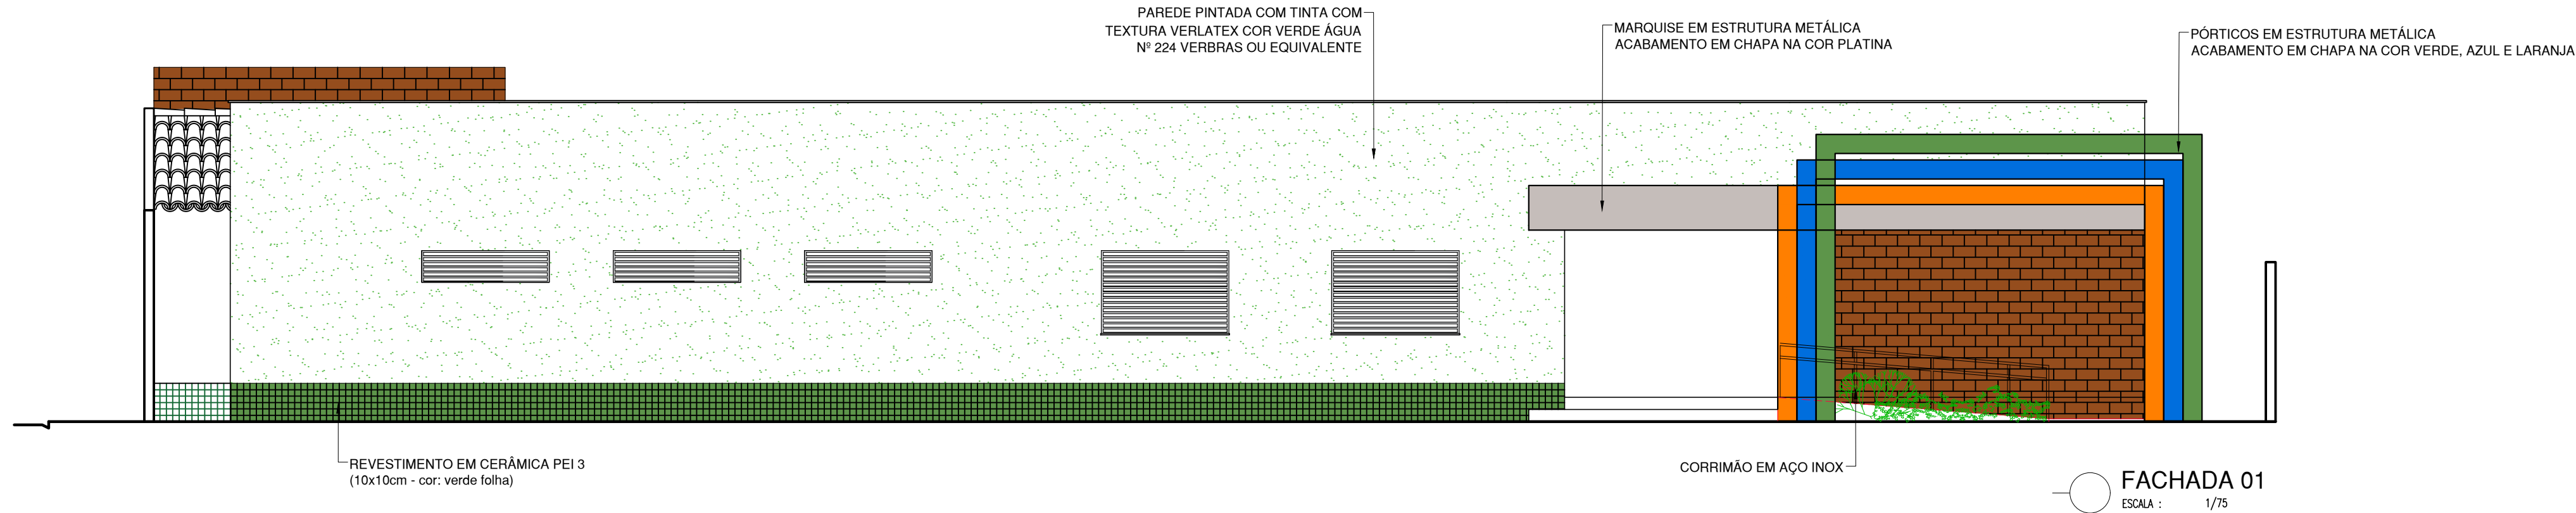 PAREDE PINTADA COM TINTA COM
TEXTURA VERLATEX COR VERDE ÁGUA
Nº 224 VERBRAS OU EQUIVALENTE
MARQUISE EM ESTRUTURA METÁLICA
ACABAMENTO EM CHAPA NA COR PLATINA
PÓRTICOS EM ESTRUTURA METÁLICA
ACABAMENTO EM CHAPA NA COR VERDE, AZUL E LARANJA
REVESTIMENTO EM CERÂMICA PEI 3
(10x10cm - cor: verde folha)
CORRIMÃO EM AÇO INOX
FACHADA 01
ESCALA : 1/75